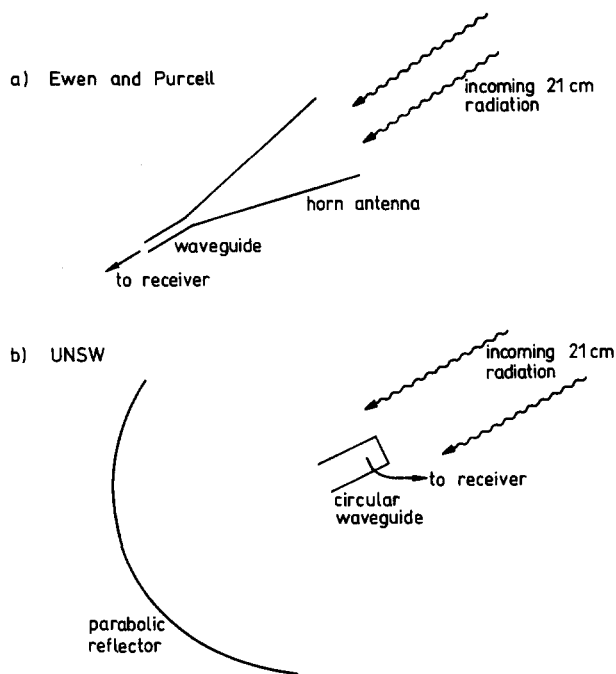 a) Ewen and Purcell
incoming 21 cm
radiation
horn antenna
waveguide
to receiver
b) UNSW
incoming 21 cm
radiation
to receiver
circular
waveguide
parabolic
reflector